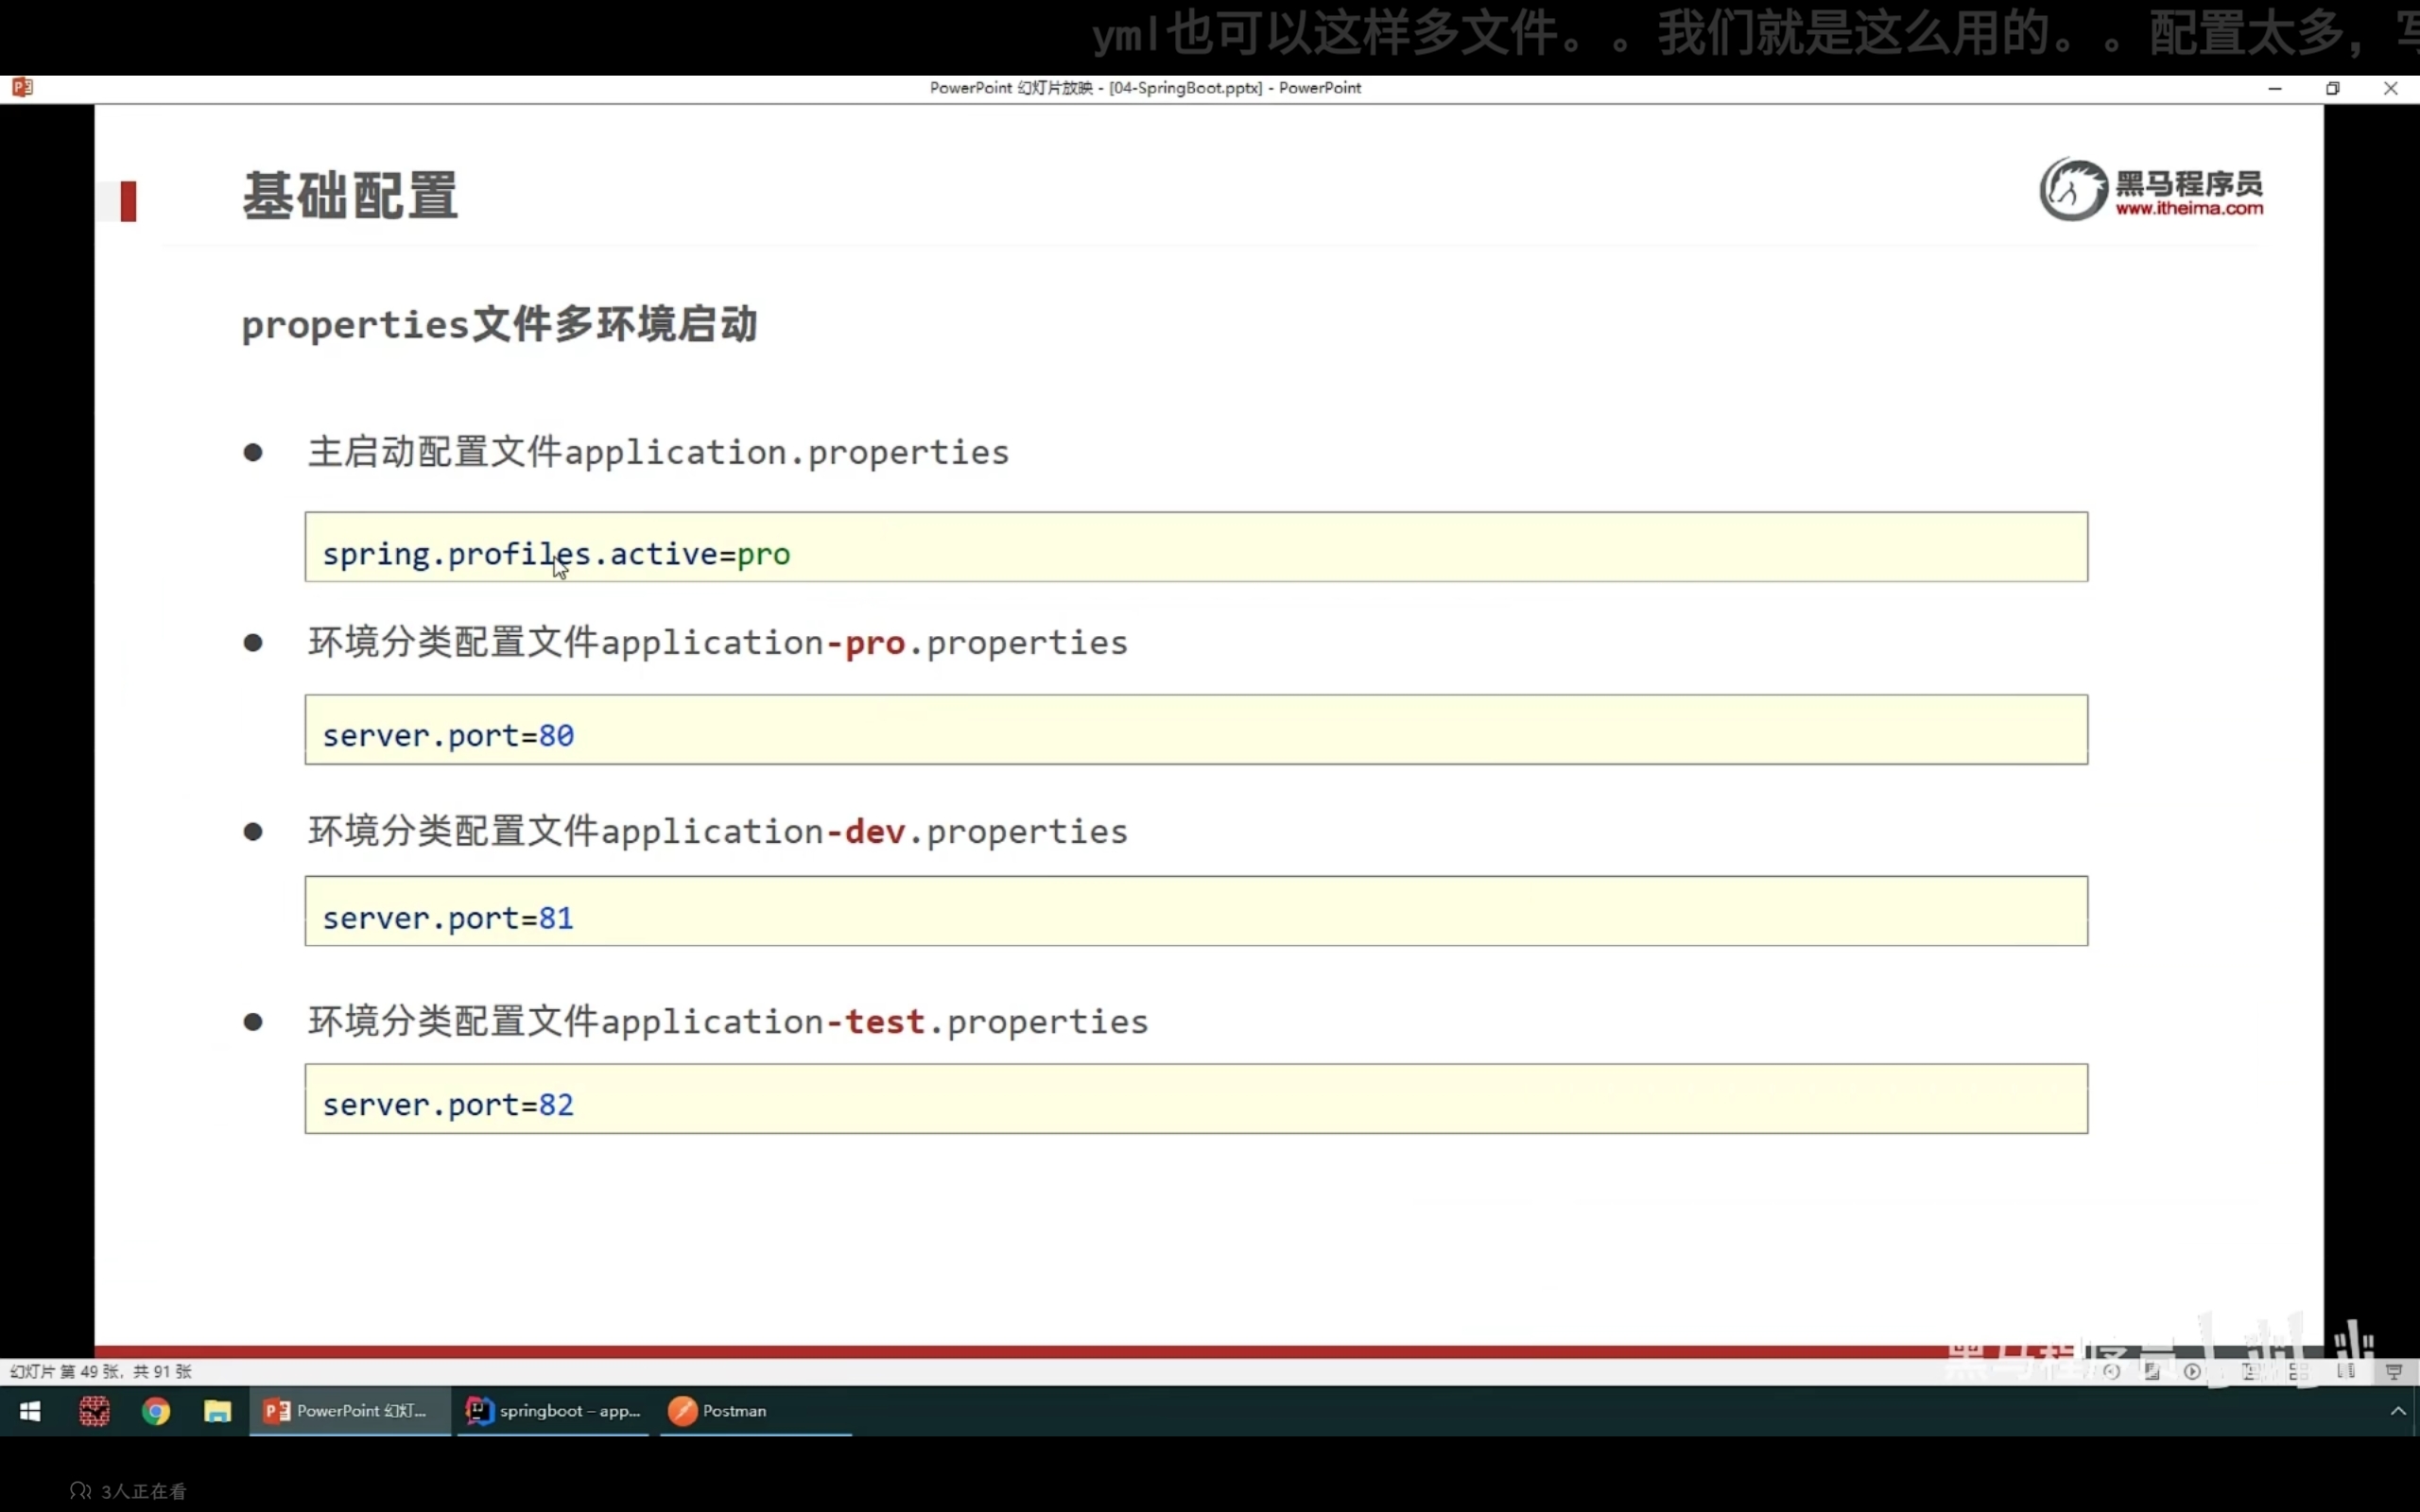 yml也可以这样多文件。。我们就是这么用的。。配置太多，
PowerPoint 幻灯片放映 - [04-SpringBoot.pptx] - PowerPoint
基础配置
黑马程序员
www.itheima.com
properties文件多环境启动
● 主启动配置文件application.properties
spring.profiles.active=pro
● 环境分类配置文件application-pro.properties
server.port=80
● 环境分类配置文件application-dev.properties
server.port=81
● 环境分类配置文件application-test.properties
server.port=82
黑马程序员
幻灯片 第 49 张，共 91 张
PowerPoint 幻灯...
springboot – app...
Postman
3人正在看